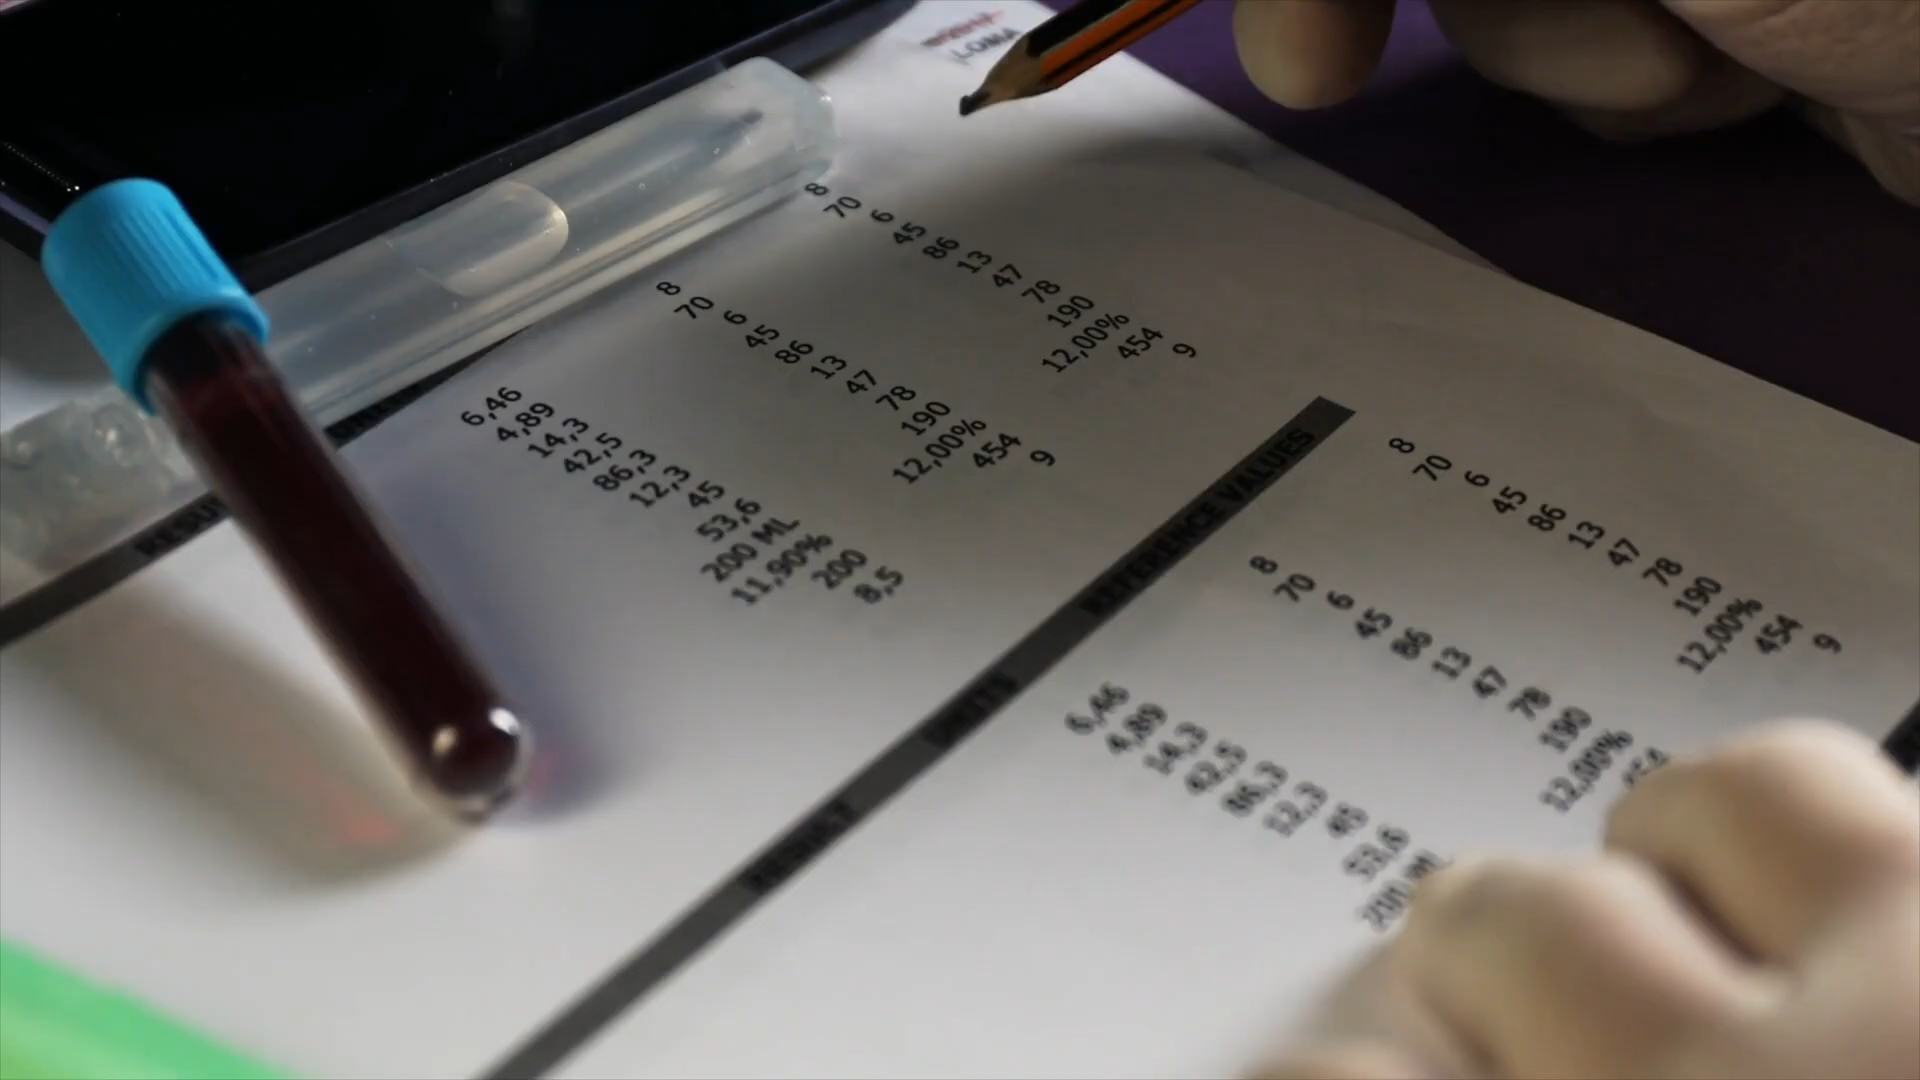 6,46 8 8
4,89 70 70
14,3 6 6
42,5 45 45
86,3 86 86
12,3 13 13
45 47 47
53,6 78 78
200 ML 190 190
11,90% 12,00% 12,00%
200 454 454
8,5 9 9
RESULT UNITS REFERENCE VALUES
6,46 8 8
4,89 70 70
14,3 6 6
42,5 45 45
86,3 86 86
12,3 13 13
45 47 47
53,6 78 78
200 ML 190 190
12,00% 12,00%
454
9